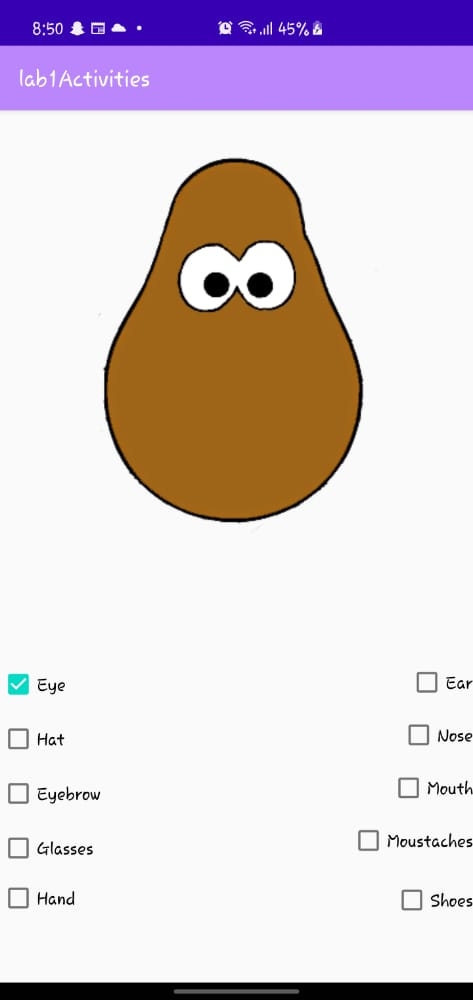 8:50 45%
lab1Activities
Eye
Ear
Hat
Nose
Eyebrow
Mouth
Glasses
Moustaches
Hand
Shoes